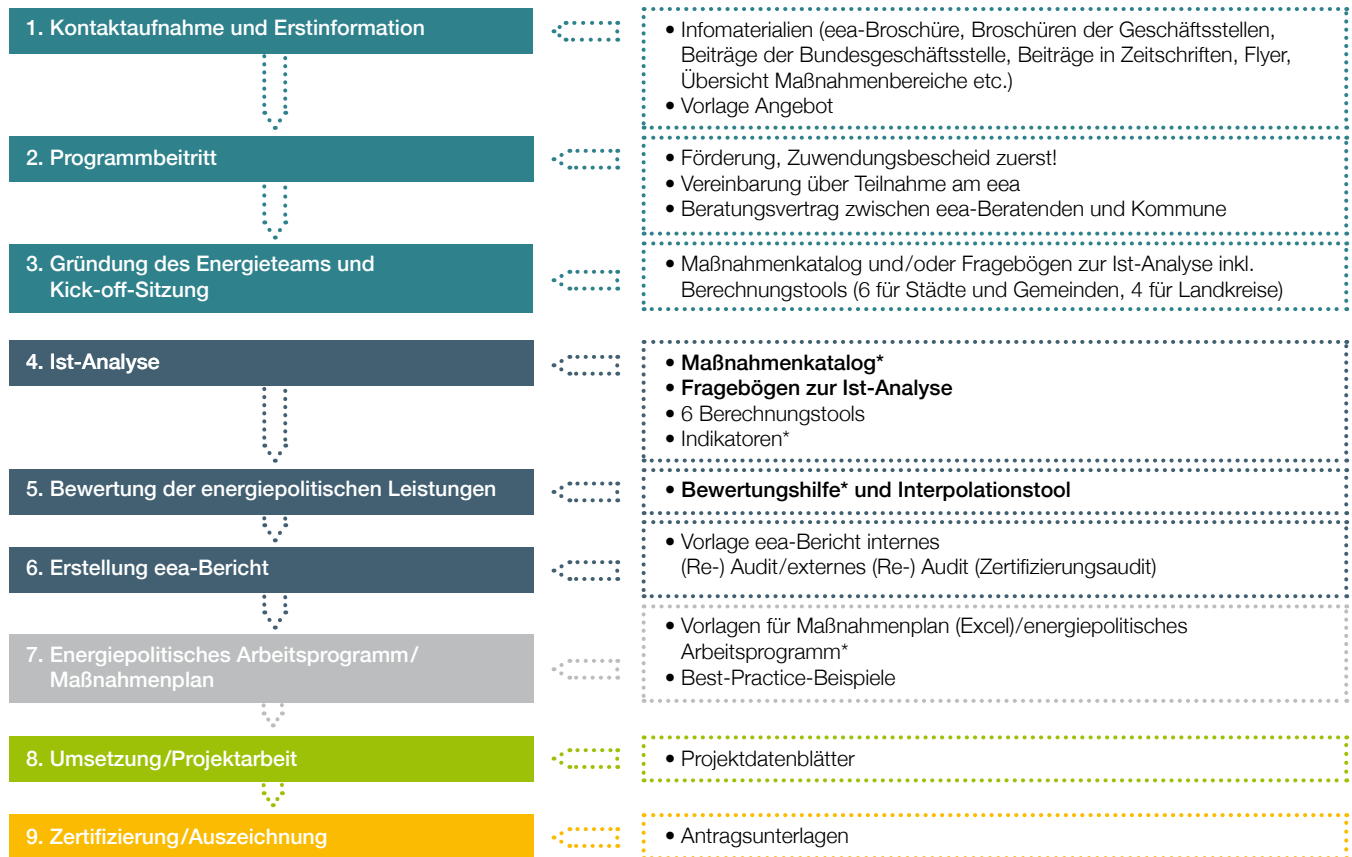 1. Kontaktaufnahme und Erstinformation
• Infomaterialien (eea-Broschüre, Broschüren der Geschäftsstellen,
Beiträge der Bundesgeschäftsstelle, Beiträge in Zeitschriften, Flyer,
Übersicht Maßnahmenbereiche etc.)
• Vorlage Angebot
2. Programmbeitritt
• Förderung, Zuwendungsbescheid zuerst!
• Vereinbarung über Teilnahme am eea
• Beratungsvertrag zwischen eea-Beratenden und Kommune
3. Gründung des Energieteams und
Kick-off-Sitzung
• Maßnahmenkatalog und/oder Fragebögen zur Ist-Analyse inkl.
Berechnungstools (6 für Städte und Gemeinden, 4 für Landkreise)
4. Ist-Analyse
• Maßnahmenkatalog*
• Fragebögen zur Ist-Analyse
• 6 Berechnungstools
• Indikatoren*
5. Bewertung der energiepolitischen Leistungen
• Bewertungshilfe* und Interpolationstool
6. Erstellung eea-Bericht
• Vorlage eea-Bericht internes
(Re-) Audit/externes (Re-) Audit (Zertifizierungsaudit)
7. Energiepolitisches Arbeitsprogramm/
Maßnahmenplan
• Vorlagen für Maßnahmenplan (Excel)/energiepolitisches
Arbeitsprogramm*
• Best-Practice-Beispiele
8. Umsetzung/Projektarbeit
• Projektdatenblätter
9. Zertifizierung/Auszeichnung
• Antragsunterlagen